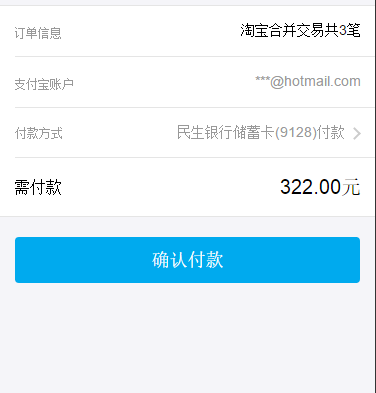 订单信息 淘宝合并交易共3笔
支付宝账户 ***@hotmail.com
付款方式 民生银行储蓄卡(9128)付款
需付款 322.00元
确认付款